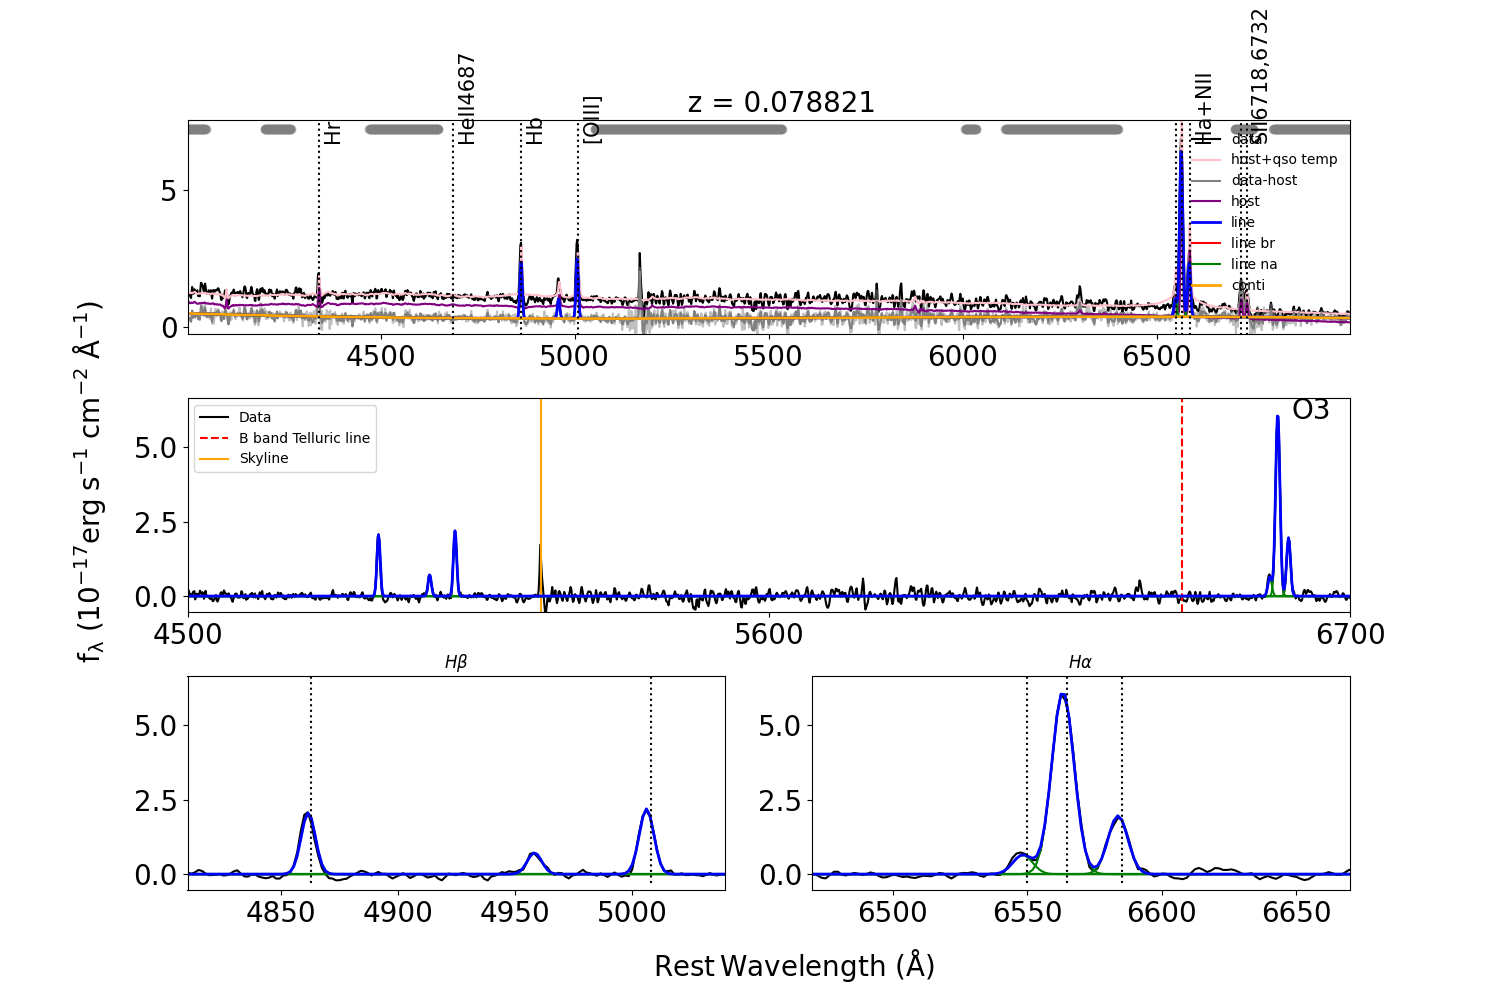 z = 0.078821
Hr
HeII4687
Hb
[OIII]
Ha+NII
SII6718,6732
data
host+qso temp
data-host
host
line
line br
line na
conti
5
0
4500 5000 5500 6000 6500
f_λ (10⁻¹⁷erg s⁻¹ cm⁻² Å⁻¹)
Data
B band Telluric line
Skyline
O3
5.0
2.5
0.0
4500 5600 6700
Hβ
5.0
2.5
0.0
4850 4900 4950 5000
Hα
5.0
2.5
0.0
6500 6550 6600 6650
Rest Wavelength (Å)